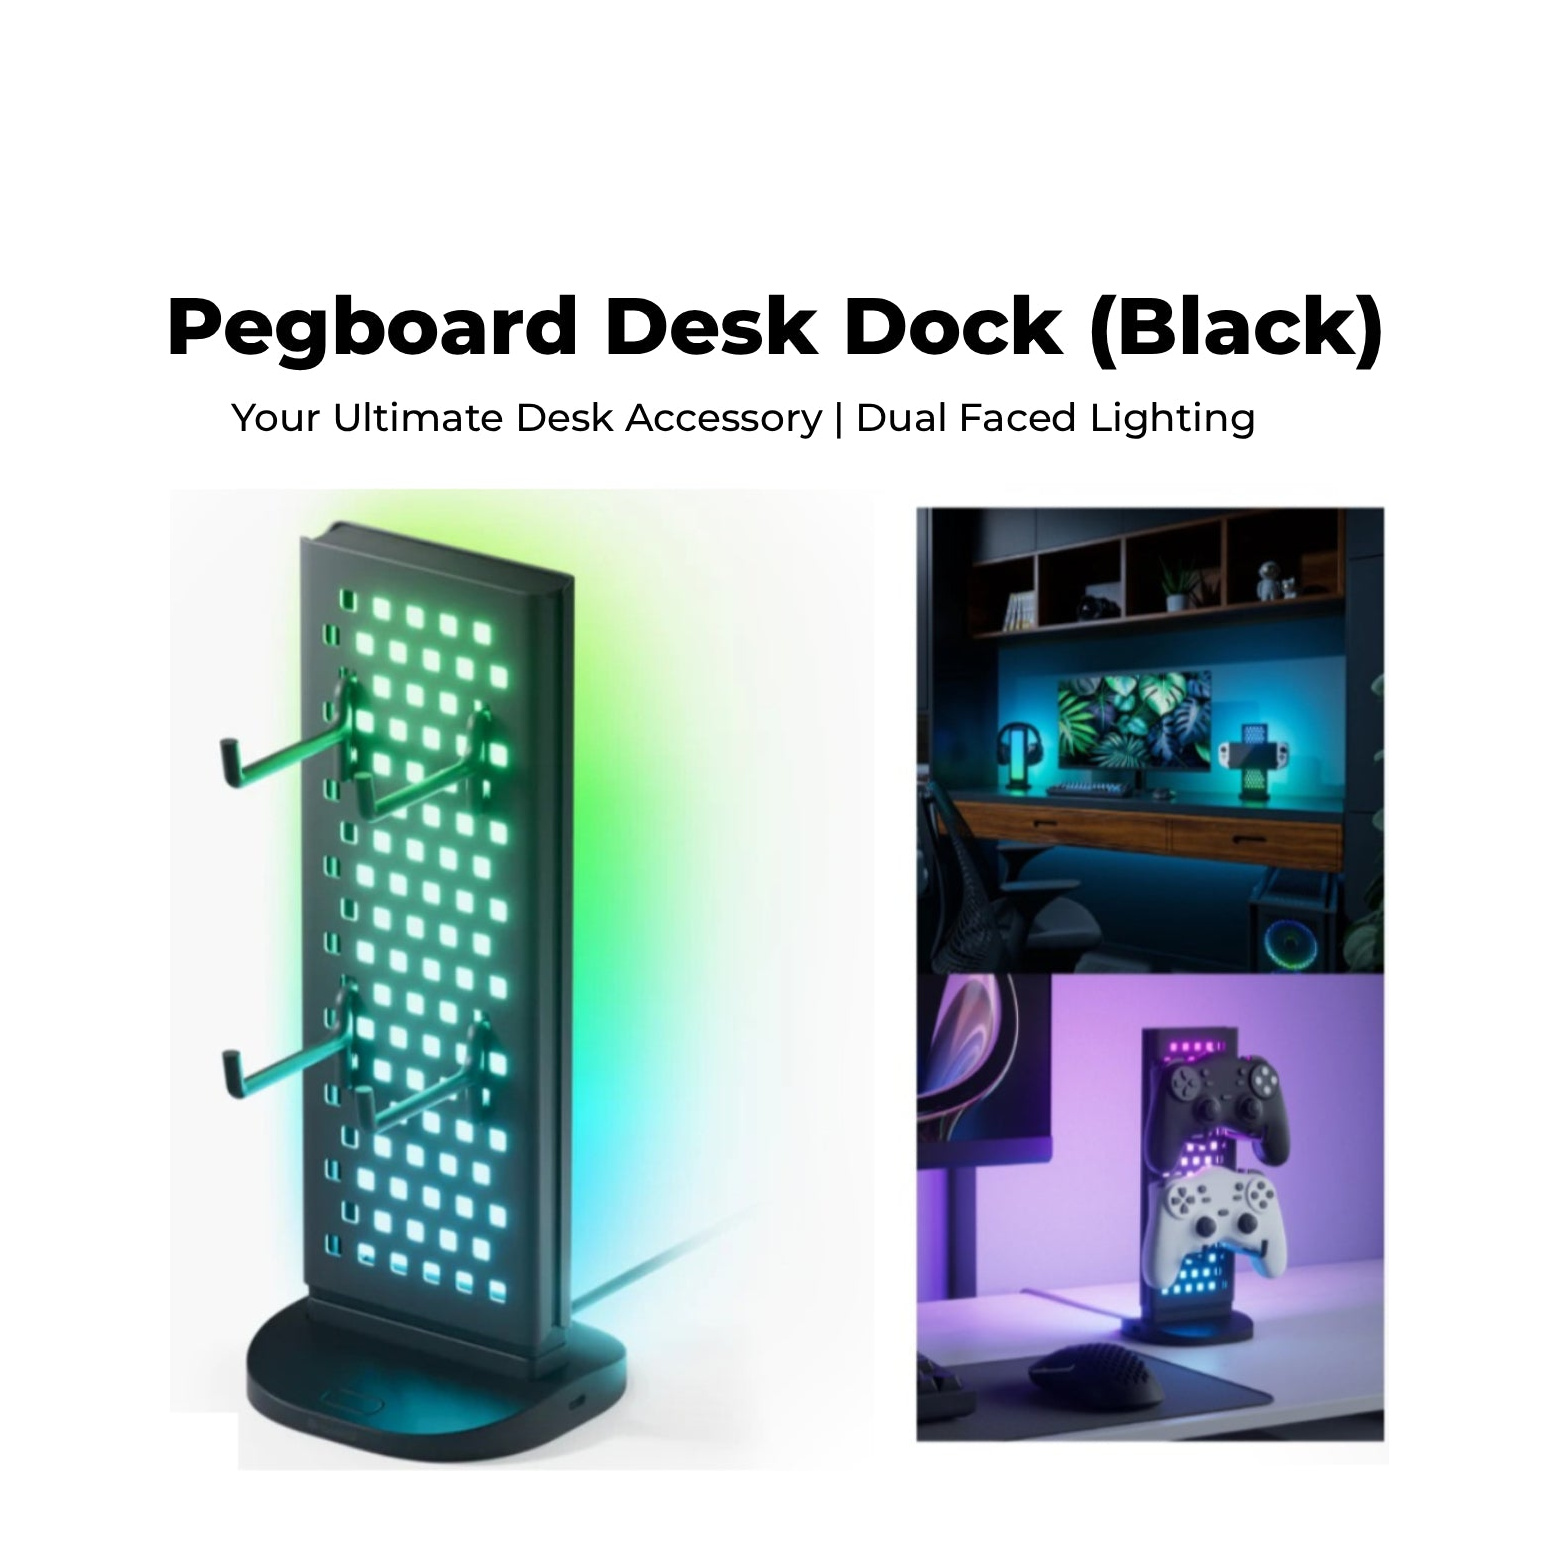 Pegboard Desk Dock (Black)
Your Ultimate Desk Accessory | Dual Faced Lighting